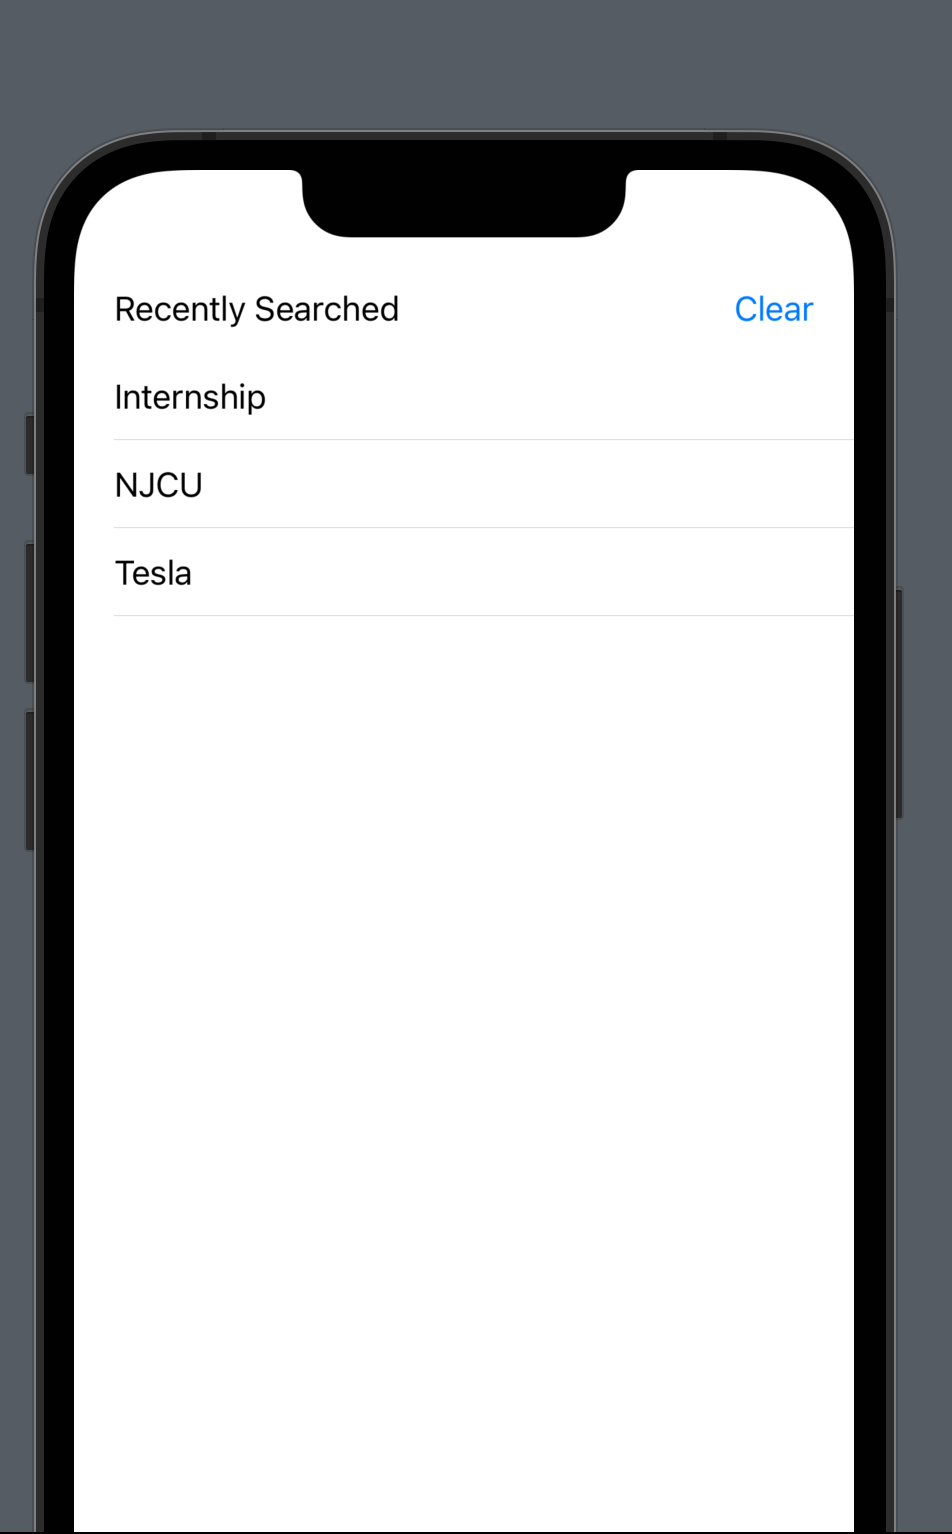 Recently Searched Clear
Internship
NJCU
Tesla